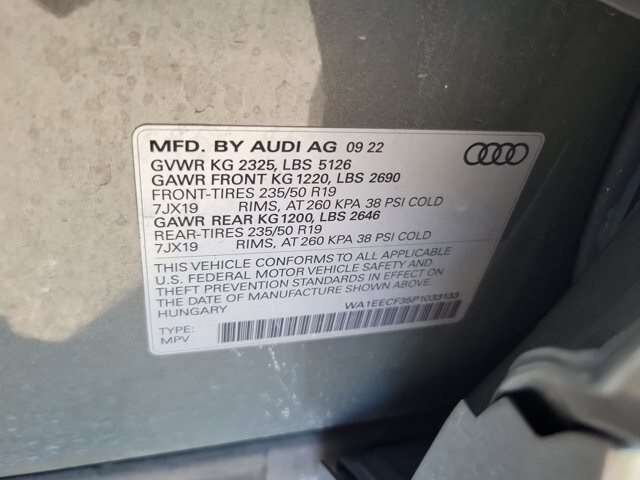 MFD. BY AUDI AG 09 22
GVWR KG 2325, LBS 5126
GAWR FRONT KG 1220, LBS 2690
FRONT-TIRES 235/50 R19
7JX19 RIMS, AT 260 KPA 38 PSI COLD
GAWR REAR KG1200, LBS 2646
REAR-TIRES 235/50 R19
7JX19 RIMS, AT 260 KPA 38 PSI COLD
THIS VEHICLE CONFORMS TO ALL APPLICABLE
U.S. FEDERAL MOTOR VEHICLE SAFETY AND
THEFT PREVENTION STANDARDS IN EFFECT ON
THE DATE OF MANUFACTURE SHOWN ABOVE.
HUNGARY WA1EECF35P1033133
TYPE:
MPV